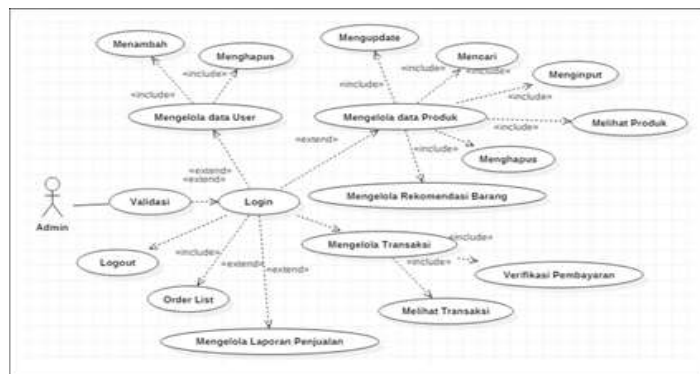 Menambah
Menghapus
«include»
«include»
Mengelola data User
Mengupdate
Mencari
«include»
«include»
«include»
Menginput
«include»
Mengelola data Produk
«include»
Melihat Produk
«extend»
«include»
Menghapus
«extend»
«extend»
Mengelola Rekomendasi Barang
Admin
Validasi
Login
Mengelola Transaksi
«include»
«include»
Verifikasi Pembayaran
Logout
«include»
«extend»
«extend»
Order List
Melihat Transaksi
Mengelola Laporan Penjualan